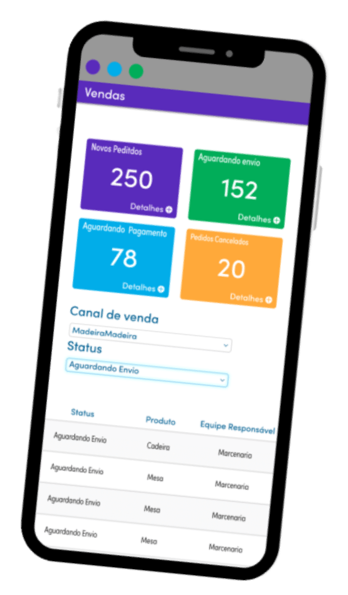 Vendas
Novos Peditdos
250
Detalhes
Aguardando envio
152
Detalhes
Aguardando Pagamento
78
Detalhes
Pedidos Cancelados
20
Detalhes
Canal de venda
MadeiraMadeira
Status
Aguardando Envio
Status Produto Equipe Responsável
Aguardando Envio Cadeira Marcenario
Aguardando Envio Mesa Marcenario
Aguardando Envio Mesa Marcenario
Aguardando Envio Mesa Marcenario